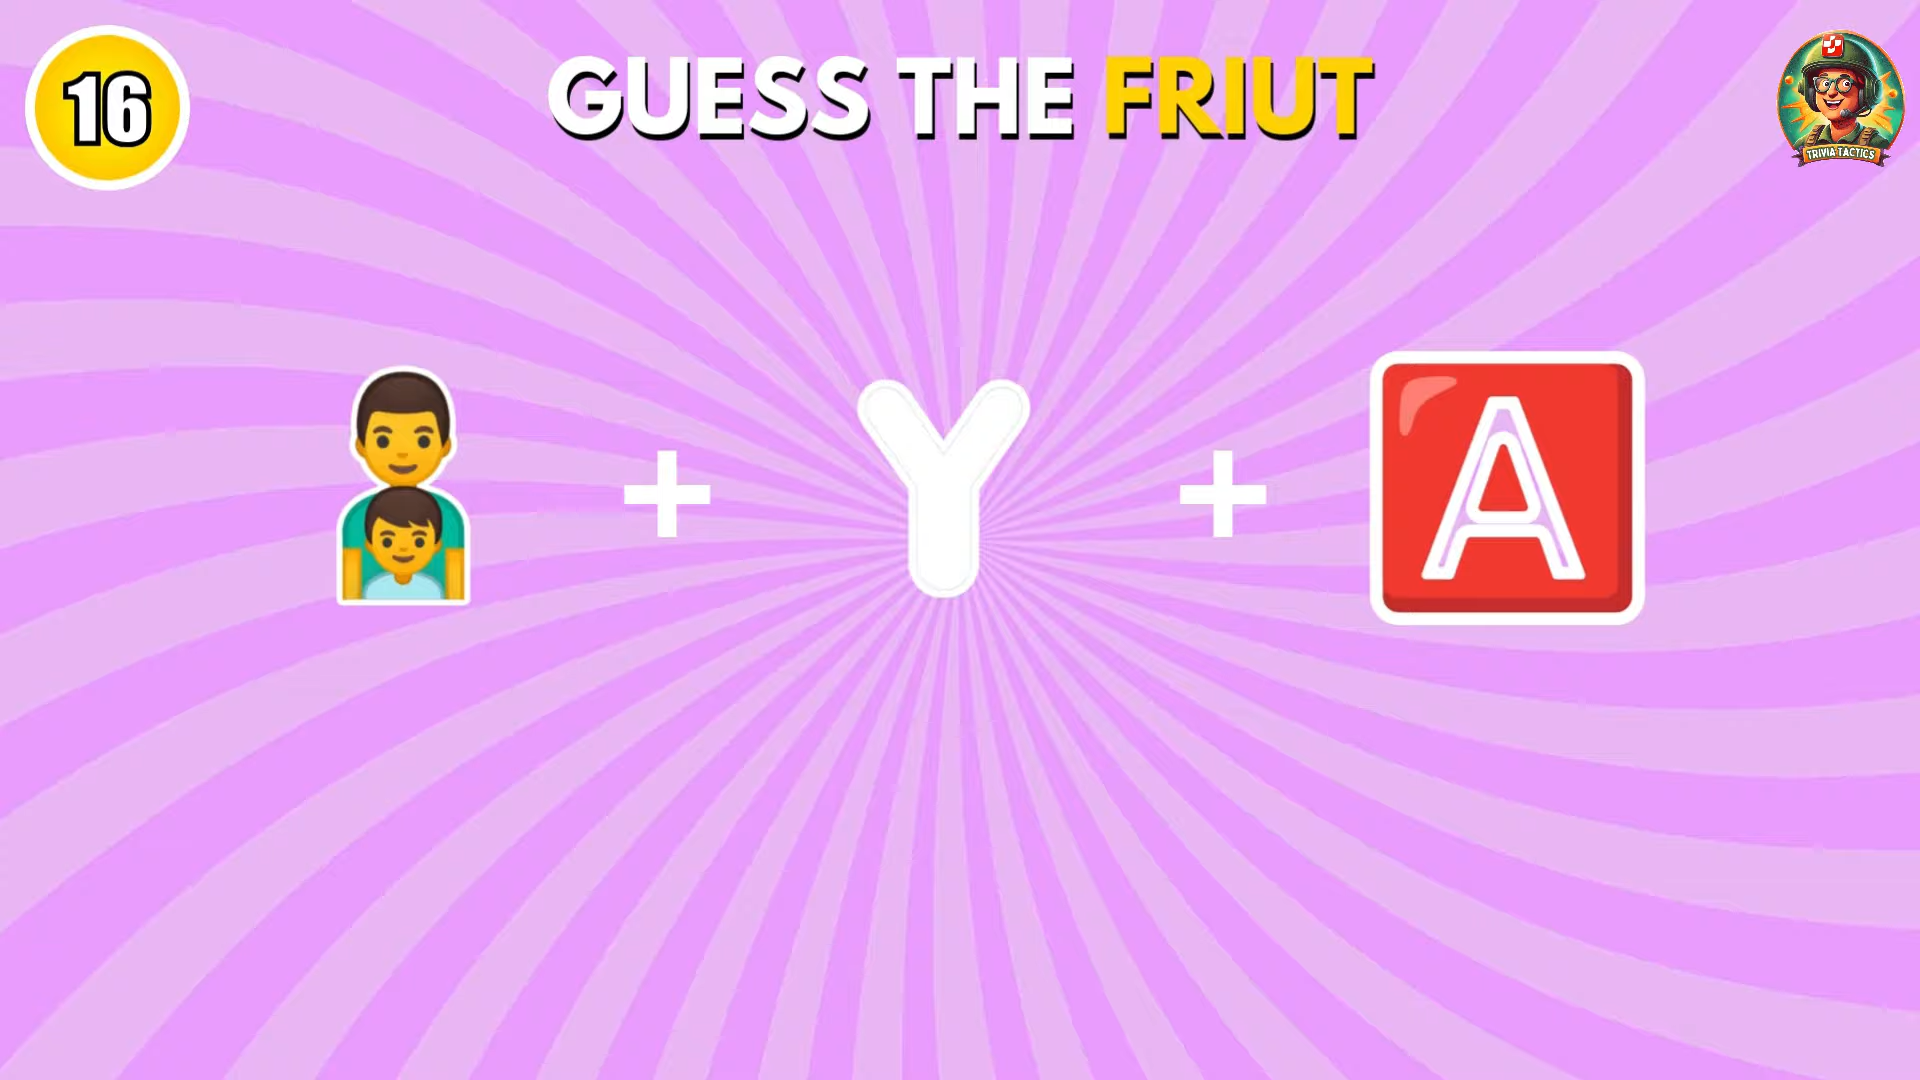 16
GUESS THE FRIUT
TRIVIA TACTICS
+ Y + A